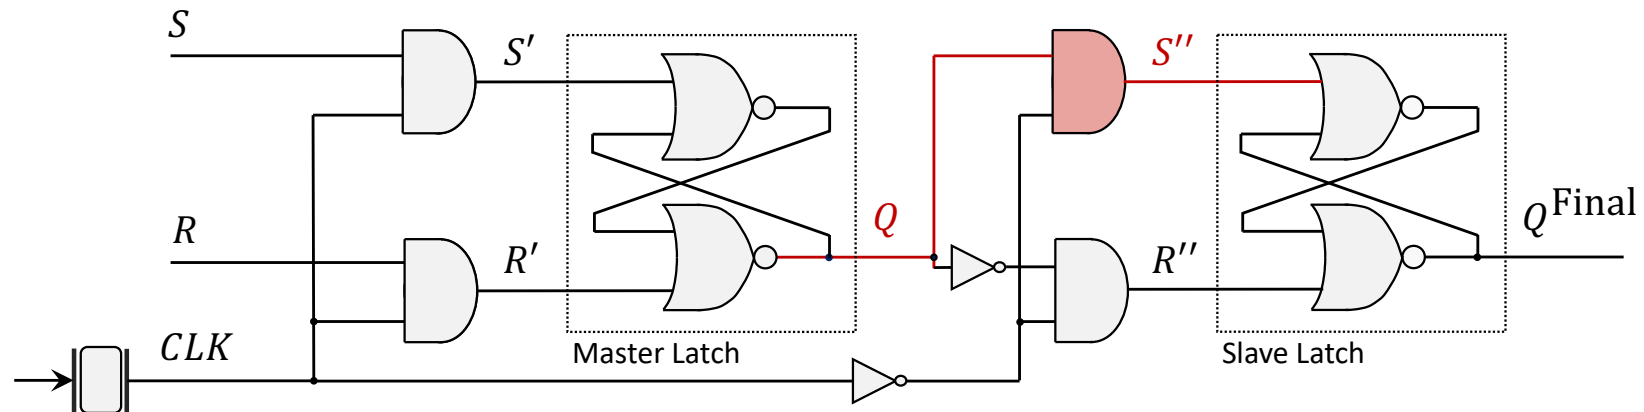 S
S′
S′′
Q^Final
R
R′
Q
R′′
CLK
Master Latch
Slave Latch